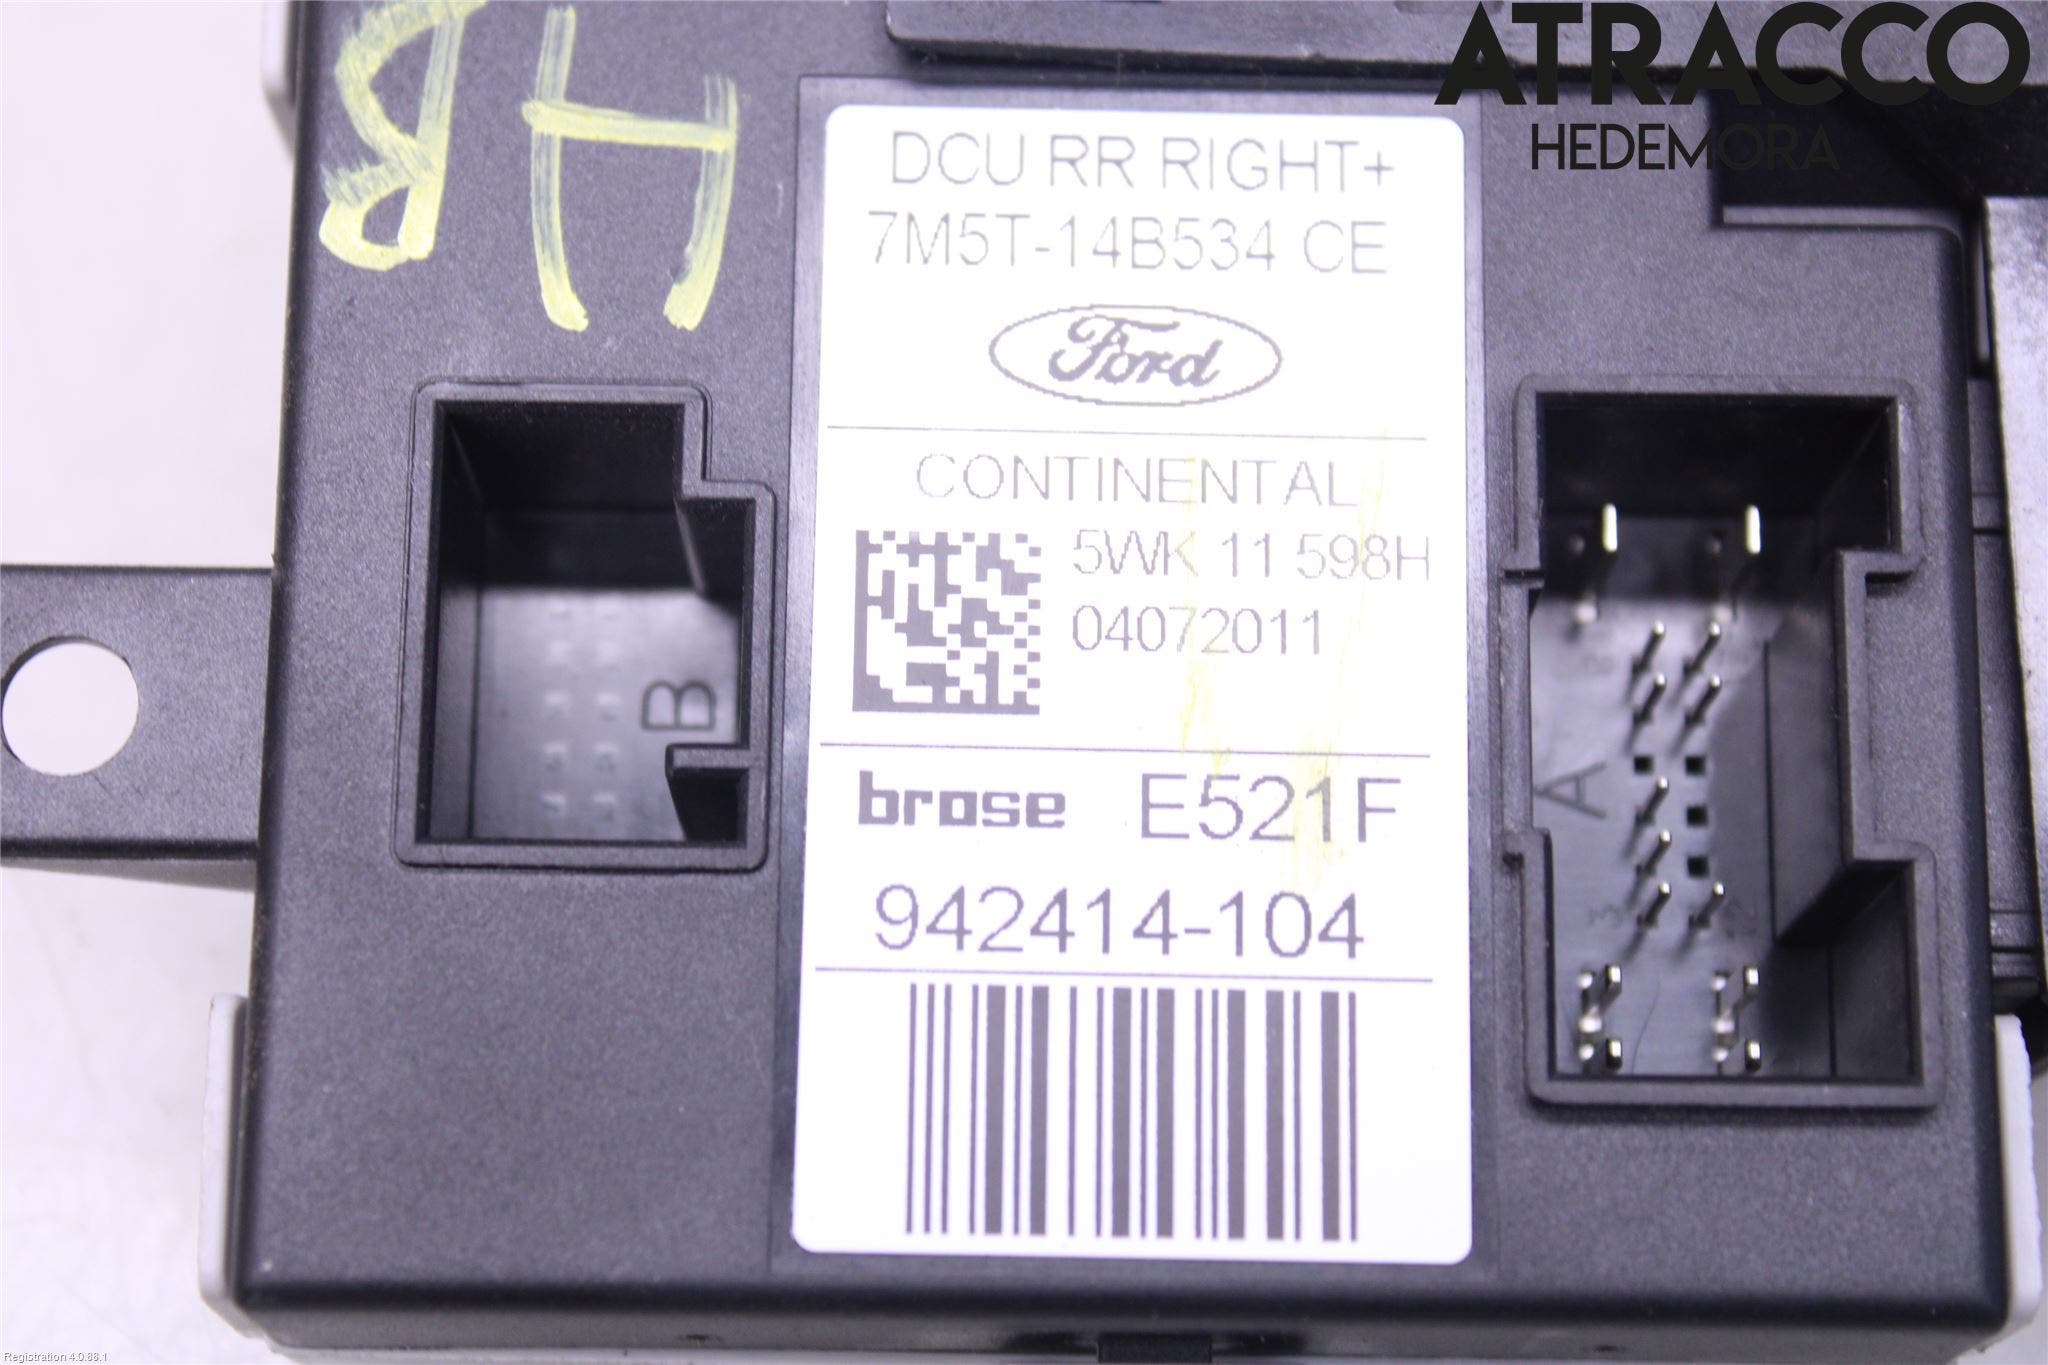 ATRACCO
HEDEMORA
HB
DCU RR RIGHT+
7M5T-14B534 CE
Ford
CONTINENTAL
5WK 11 598H
04072011
brose E521F
942414-104
B
A
3
Registration 4.0.88.1